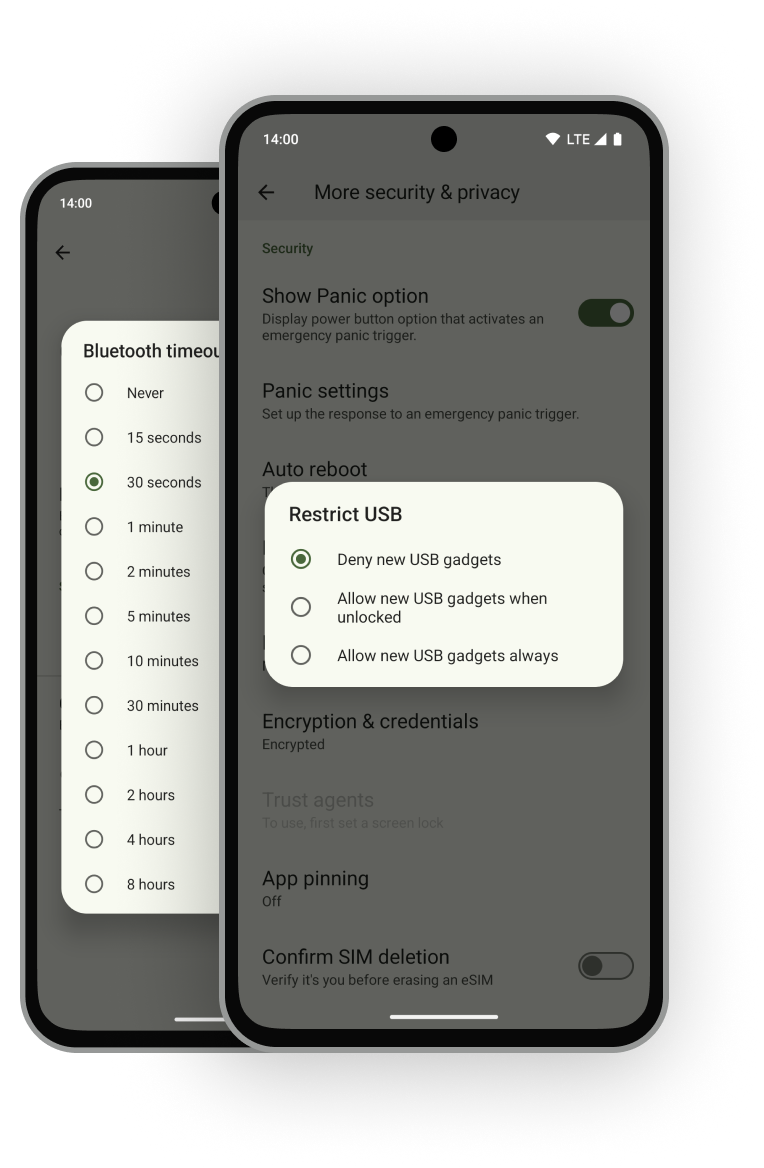 14:00
Bluetooth timeou
Never
15 seconds
30 seconds
1 minute
2 minutes
5 minutes
10 minutes
30 minutes
1 hour
2 hours
4 hours
8 hours
14:00 LTE
More security & privacy
Security
Show Panic option
Display power button option that activates an
emergency panic trigger.
Panic settings
Set up the response to an emergency panic trigger.
Auto reboot
Restrict USB
Deny new USB gadgets
Allow new USB gadgets when
unlocked
Allow new USB gadgets always
Encryption & credentials
Encrypted
Trust agents
To use, first set a screen lock
App pinning
Off
Confirm SIM deletion
Verify it's you before erasing an eSIM